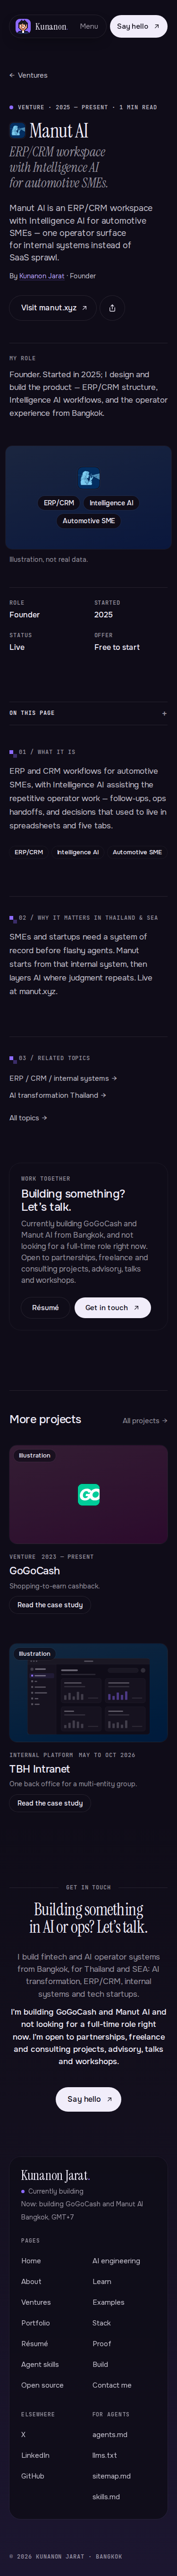 Kunanon.
Menu
Say hello ↗
← Ventures
VENTURE · 2025 — PRESENT · 1 MIN READ
Manut AI
ERP/CRM workspace
with Intelligence AI
for automotive SMEs.
Manut AI is an ERP/CRM workspace
with Intelligence AI for automotive
SMEs — one operator surface
for internal systems instead of
SaaS sprawl.
By Kunanon Jarat · Founder
Visit manut.xyz ↗
MY ROLE
Founder. Started in 2025; I design and
build the product — ERP/CRM structure,
Intelligence AI workflows, and the operator
experience from Bangkok.
ERP/CRM
Intelligence AI
Automotive SME
Illustration, not real data.
ROLE
Founder
STARTED
2025
STATUS
Live
OFFER
Free to start
ON THIS PAGE +
01 / WHAT IT IS
ERP and CRM workflows for automotive
SMEs, with Intelligence AI assisting the
repetitive operator work — follow-ups, ops
handoffs, and decisions that used to live in
spreadsheets and five tabs.
ERP/CRM
Intelligence AI
Automotive SME
02 / WHY IT MATTERS IN THAILAND & SEA
SMEs and startups need a system of
record before flashy agents. Manut
starts from that internal system, then
layers AI where judgment repeats. Live
at manut.xyz.
03 / RELATED TOPICS
ERP / CRM / internal systems →
AI transformation Thailand →
All topics →
WORK TOGETHER
Building something?
Let's talk.
Currently building GoGoCash and
Manut AI from Bangkok, and not
looking for a full-time role right now.
Open to partnerships, freelance and
consulting projects, advisory, talks
and workshops.
Résumé
Get in touch ↗
More projects
All projects →
Illustration
GO
VENTURE 2023 — PRESENT
GoGoCash
Shopping-to-earn cashback.
Read the case study
Illustration
INTERNAL PLATFORM MAY TO OCT 2026
TBH Intranet
One back office for a multi-entity group.
Read the case study
GET IN TOUCH
Building something
in AI or ops? Let's talk.
I build fintech and AI operator systems
from Bangkok, for Thailand and SEA: AI
transformation, ERP/CRM, internal
systems and tech startups.
I'm building GoGoCash and Manut AI and
not looking for a full-time role right
now. I'm open to partnerships, freelance
and consulting projects, advisory, talks
and workshops.
Say hello ↗
Kunanon Jarat.
Currently building
Now: building GoGoCash and Manut AI
Bangkok, GMT+7
PAGES
Home
AI engineering
About
Learn
Ventures
Examples
Portfolio
Stack
Résumé
Proof
Agent skills
Build
Open source
Contact me
ELSEWHERE
FOR AGENTS
X
agents.md
LinkedIn
llms.txt
GitHub
sitemap.md
skills.md
© 2026 KUNANON JARAT · BANGKOK